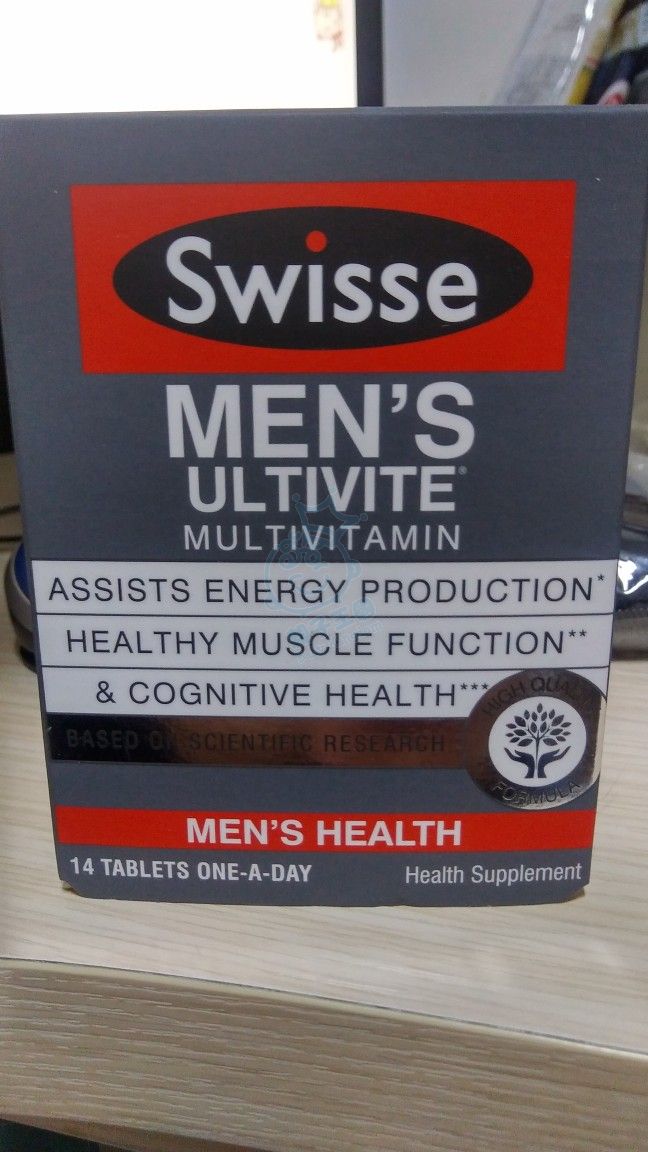 Swisse
MEN'S
ULTIVITE®
MULTIVITAMIN
ASSISTS ENERGY PRODUCTION*
HEALTHY MUSCLE FUNCTION**
& COGNITIVE HEALTH***
BASED ON SCIENTIFIC RESEARCH
HIGH QUALITY
FORMULA
MEN'S HEALTH
14 TABLETS ONE-A-DAY
Health Supplement